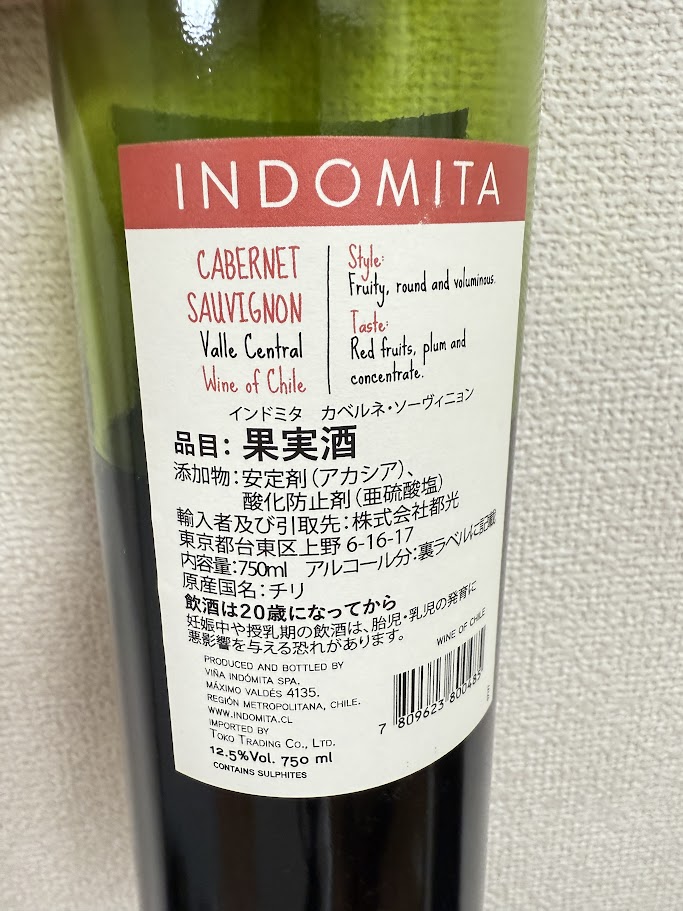 INDOMITA
CABERNET
SAUVIGNON
Valle Central
Wine of Chile
Style:
Fruity, round and voluminous.
Taste:
Red fruits, plum and
concentrate.
インドミタ カベルネ・ソーヴィニョン
品目：果実酒
添加物：安定剤（アカシア）、
酸化防止剤（亜硫酸塩）
輸入者及び引取先：株式会社都光
東京都台東区上野 6-16-17
内容量：750ml アルコール分：裏ラベルに記載
原産国名：チリ
飲酒は20歳になってから
妊娠中や授乳期の飲酒は、胎児・乳児の発育に
悪影響を与える恐れがあります。
WINE OF CHILE
PRODUCED AND BOTTLED BY
VIÑA INDÓMITA SPA.
MÁXIMO VALDÉS 4135.
REGIÓN METROPOLITANA, CHILE.
WWW.INDOMITA.CL
IMPORTED BY
TOKO TRADING CO., LTD.
12.5%Vol. 750 ml
CONTAINS SULPHITES
7 809623 800485